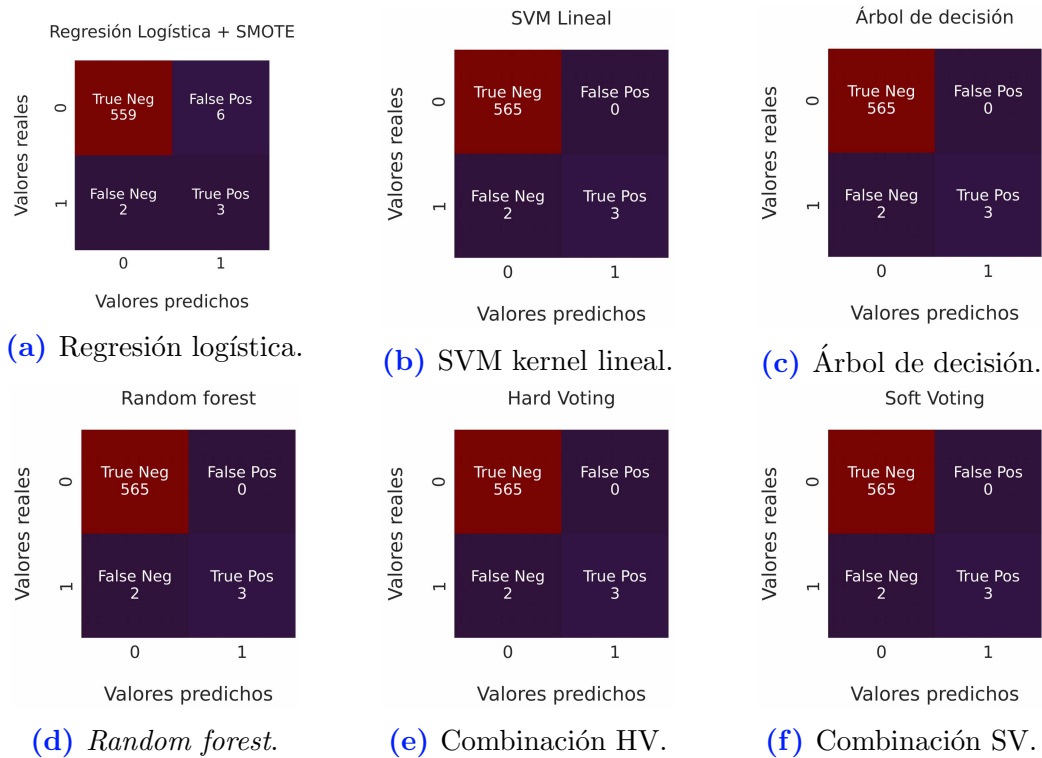 Regresión Logística + SMOTE
Valores reales
0
True Neg
559
False Pos
6
1
False Neg
2
True Pos
3
0
1
Valores predichos
(a) Regresión logística.
SVM Lineal
Valores reales
0
True Neg
565
False Pos
0
1
False Neg
2
True Pos
3
0
1
Valores predichos
(b) SVM kernel lineal.
Árbol de decisión
Valores reales
0
True Neg
565
False Pos
0
1
False Neg
2
True Pos
3
0
1
Valores predichos
(c) Árbol de decisión.
Random forest
Valores reales
0
True Neg
565
False Pos
0
1
False Neg
2
True Pos
3
0
1
Valores predichos
(d) Random forest.
Hard Voting
Valores reales
0
True Neg
565
False Pos
0
1
False Neg
2
True Pos
3
0
1
Valores predichos
(e) Combinación HV.
Soft Voting
Valores reales
0
True Neg
565
False Pos
0
1
False Neg
2
True Pos
3
0
1
Valores predichos
(f) Combinación SV.